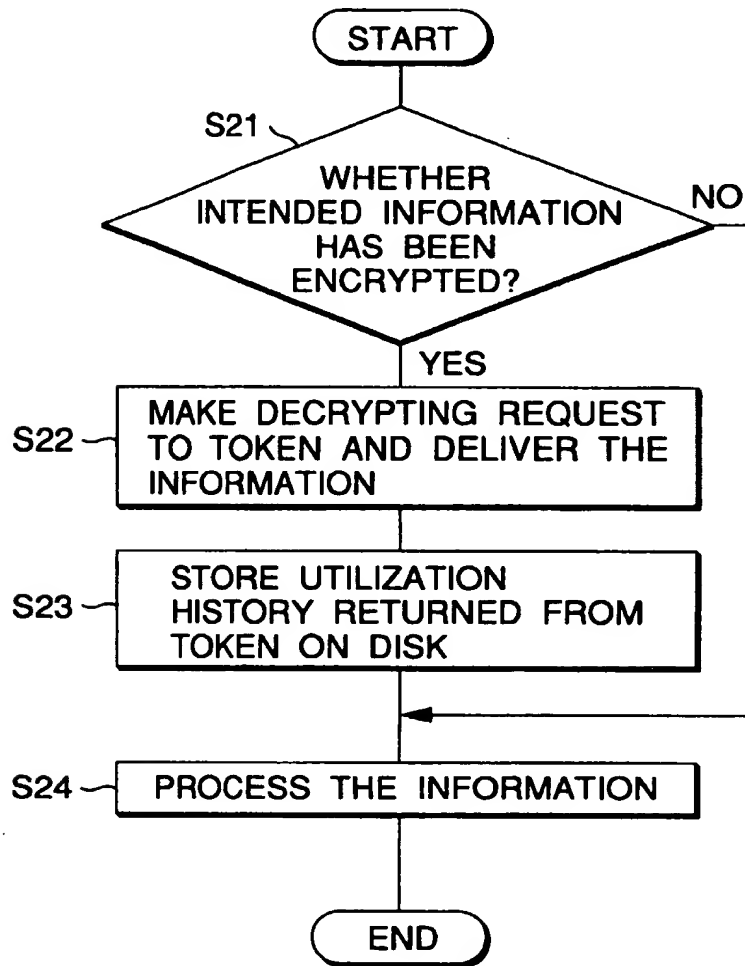 START
S21
WHETHER
INTENDED INFORMATION
HAS BEEN
ENCRYPTED?
NO
YES
S22
MAKE DECRYPTING REQUEST
TO TOKEN AND DELIVER THE
INFORMATION
S23
STORE UTILIZATION
HISTORY RETURNED FROM
TOKEN ON DISK
S24
PROCESS THE INFORMATION
END